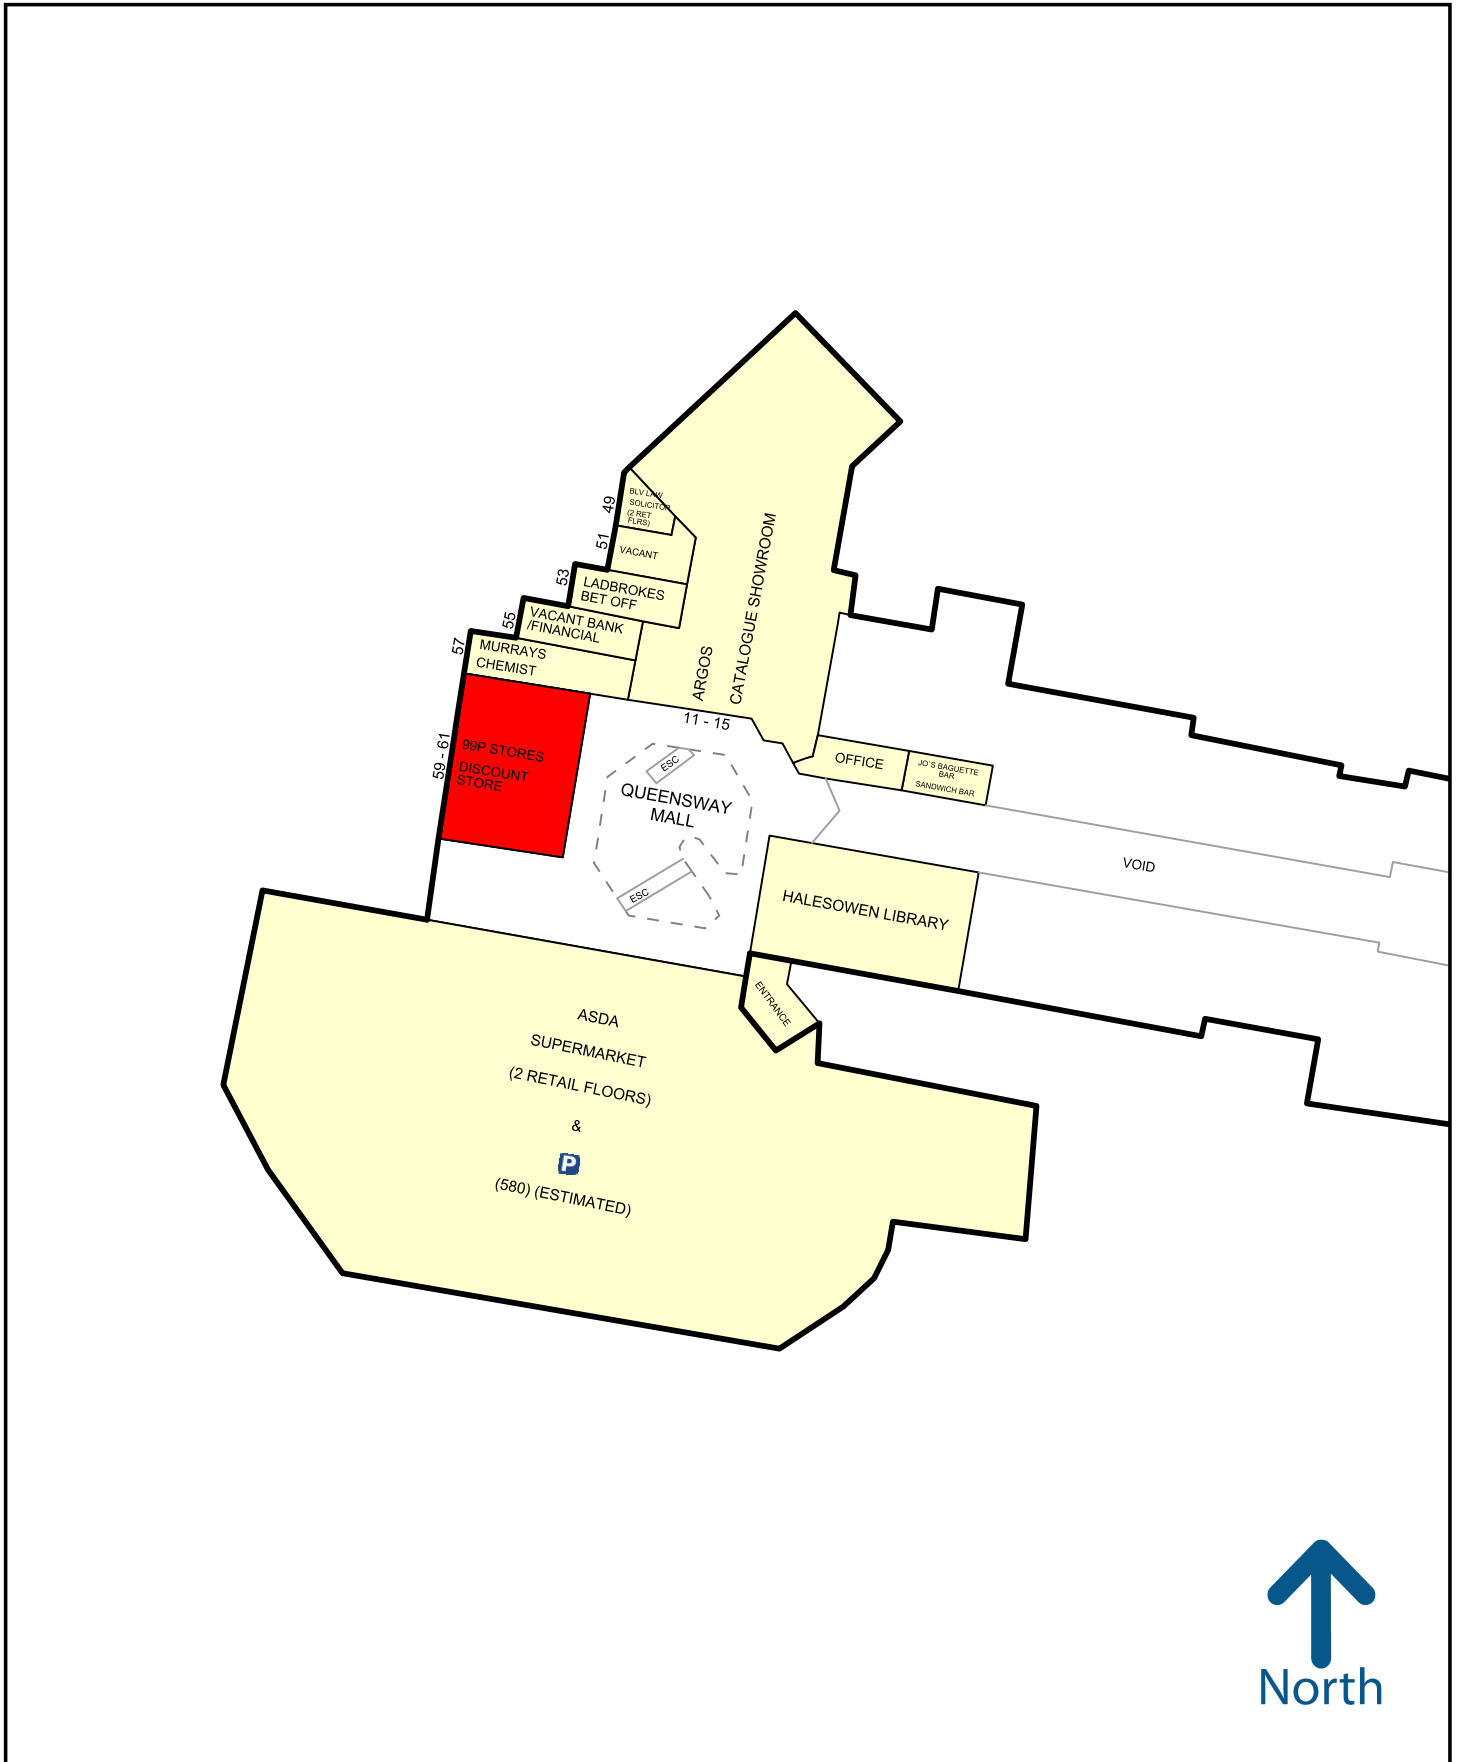 49
BLV LAW
SOLICITOR
(2 RET
FLRS)
51
VACANT
53
LADBROKES
BET OFF
55
VACANT BANK
/FINANCIAL
57
MURRAYS
CHEMIST
ARGOS
CATALOGUE SHOWROOM
11 - 15
59 - 61
99P STORES
DISCOUNT
STORE
ESC
QUEENSWAY
MALL
ESC
OFFICE
JO`S BAGUETTE
BAR
SANDWICH BAR
VOID
HALESOWEN LIBRARY
ENTRANCE
ASDA
SUPERMARKET
(2 RETAIL FLOORS)
&
P
(580) (ESTIMATED)
North